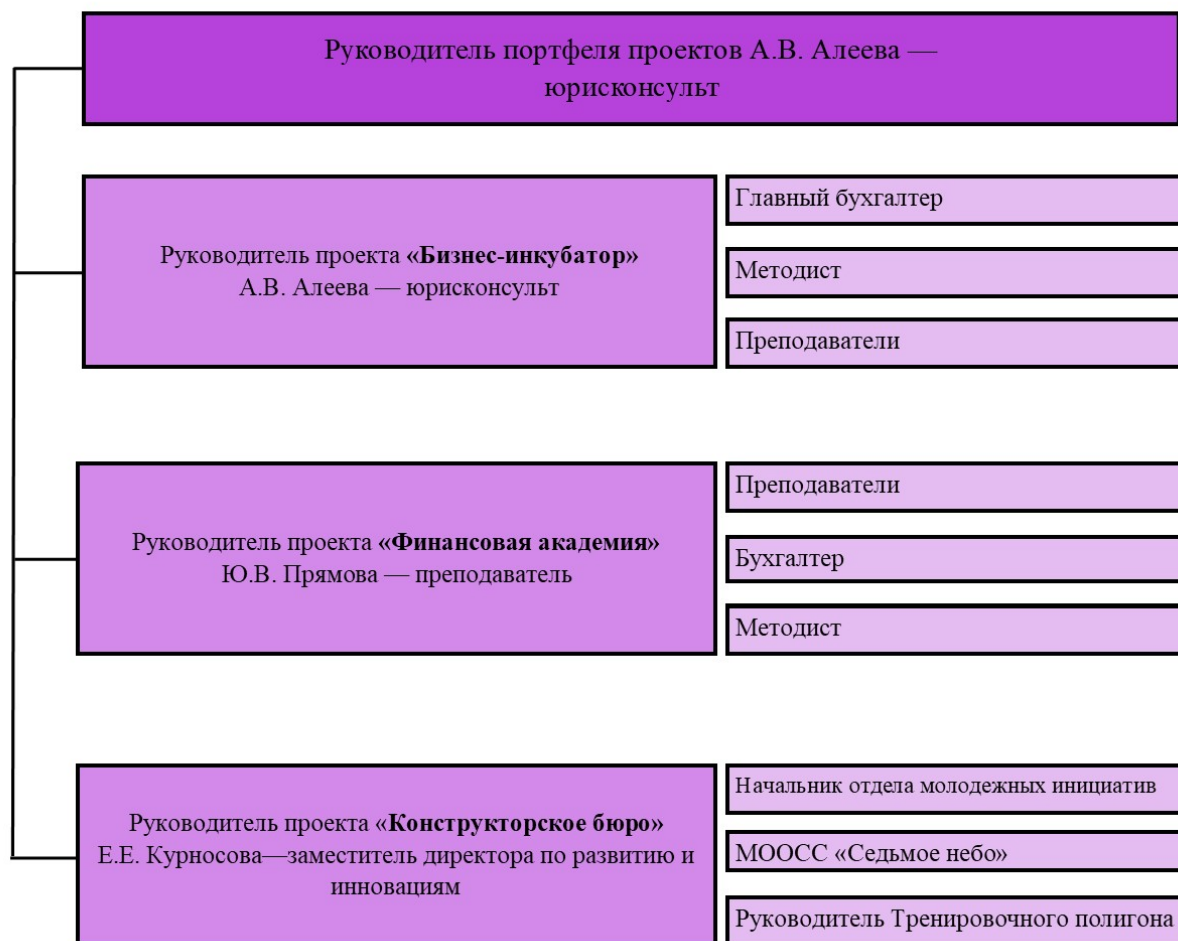 Руководитель портфеля проектов А.В. Алеева —
юрисконсульт
Руководитель проекта «Бизнес-инкубатор»
А.В. Алеева — юрисконсульт
Главный бухгалтер
Методист
Преподаватели
Руководитель проекта «Финансовая академия»
Ю.В. Прямова — преподаватель
Преподаватели
Бухгалтер
Методист
Руководитель проекта «Конструкторское бюро»
Е.Е. Курносова—заместитель директора по развитию и
инновациям
Начальник отдела молодежных инициатив
МООСС «Седьмое небо»
Руководитель Тренировочного полигона